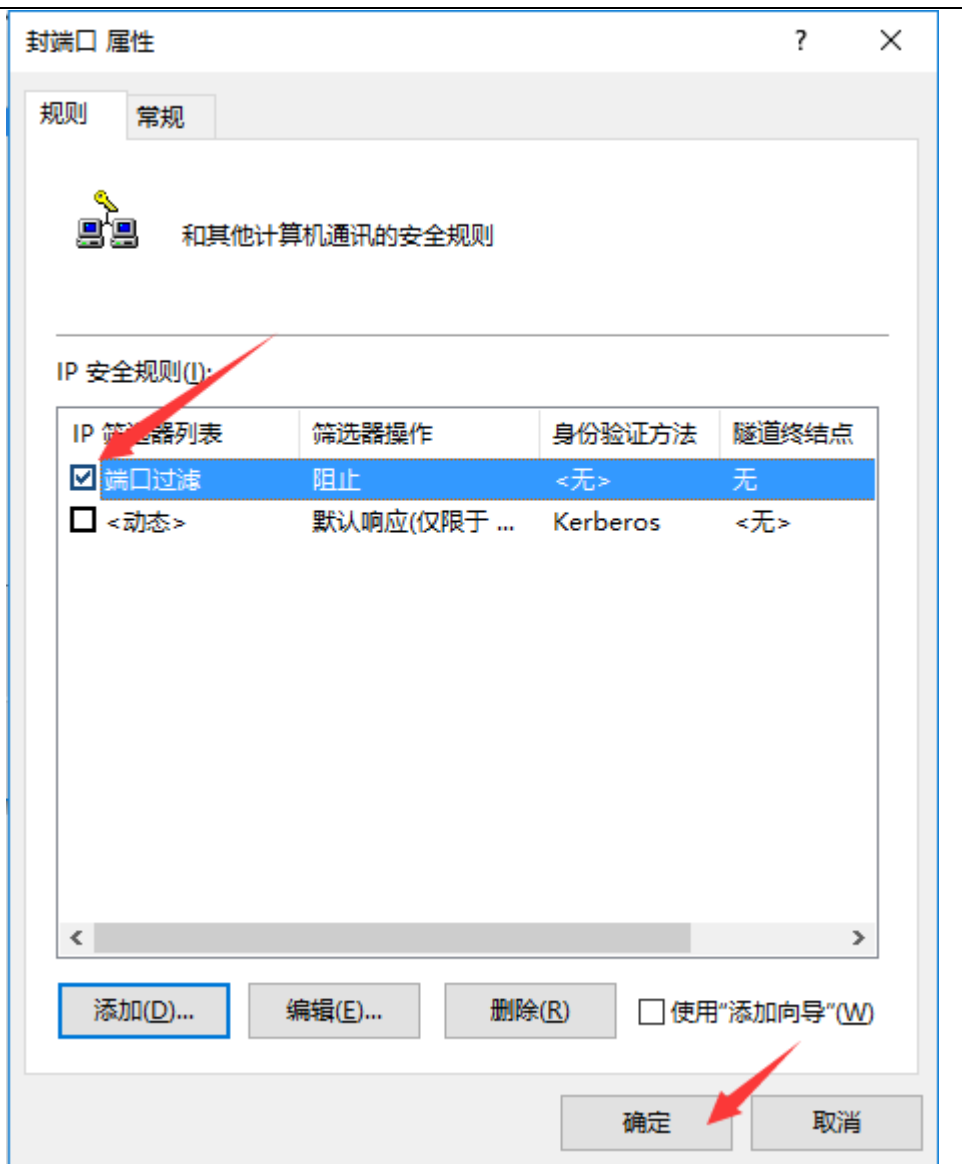 封端口 属性
规则 常规
和其他计算机通讯的安全规则
IP 安全规则(I):
IP 筛选器列表 筛选器操作 身份验证方法 隧道终结点
端口过滤 阻止 <无> 无
<动态> 默认响应(仅限于 ... Kerberos <无>
添加(D)... 编辑(E)... 删除(R) 使用“添加向导”(W)
确定 取消